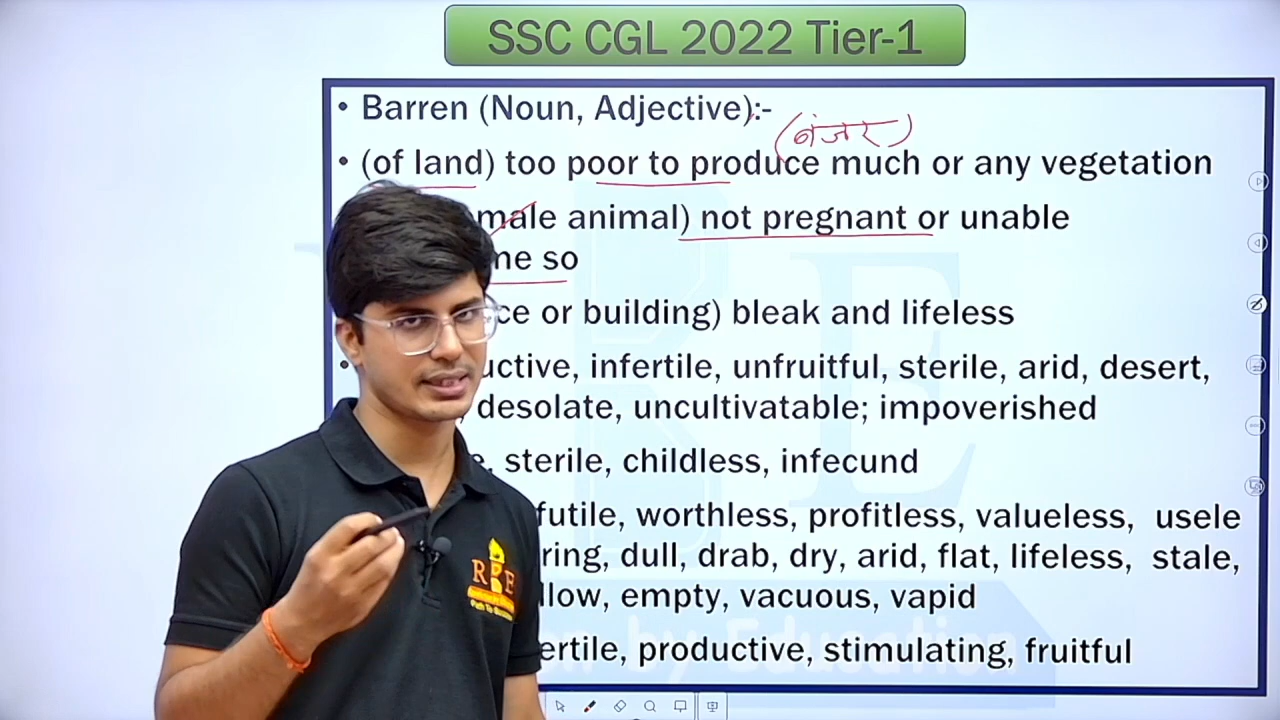 SSC CGL 2022 Tier-1
• Barren (Noun, Adjective):-
(बंजर)
• (of land) too poor to produce much or any vegetation
male animal) not pregnant or unable
me so
ce or building) bleak and lifeless
• uctive, infertile, unfruitful, sterile, arid, desert,
, desolate, uncultivatable; impoverished
e, sterile, childless, infecund
futile, worthless, profitless, valueless, usele
ring, dull, drab, dry, arid, flat, lifeless, stale,
llow, empty, vacuous, vapid
ertile, productive, stimulating, fruitful
R E
by Education